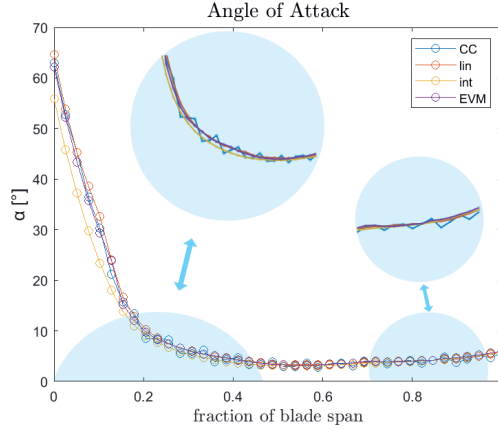 Angle of Attack
70
60
50
40
30
20
10
0
α [°]
CC
lin
int
EVM
0
0.2
0.4
0.6
0.8
fraction of blade span